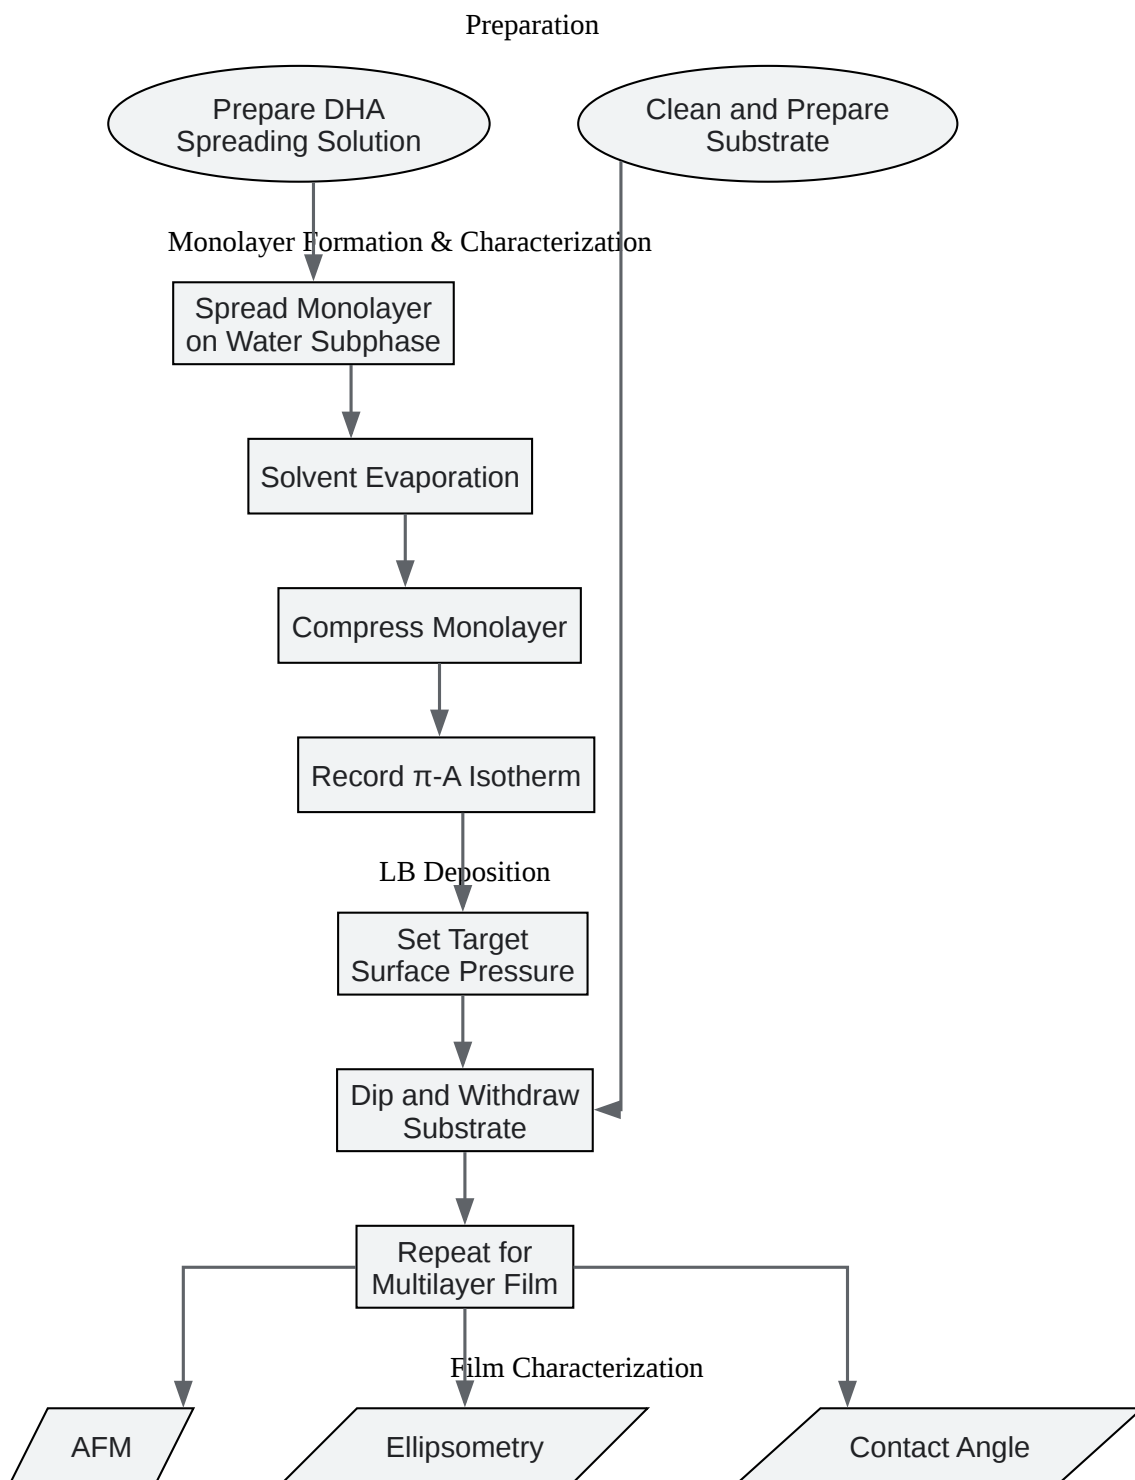 Preparation
Prepare DHA
Spreading Solution
Clean and Prepare
Substrate
Monolayer Formation & Characterization
Spread Monolayer
on Water Subphase
Solvent Evaporation
Compress Monolayer
Record π-A Isotherm
LB Deposition
Set Target
Surface Pressure
Dip and Withdraw
Substrate
Repeat for
Multilayer Film
Film Characterization
AFM
Ellipsometry
Contact Angle